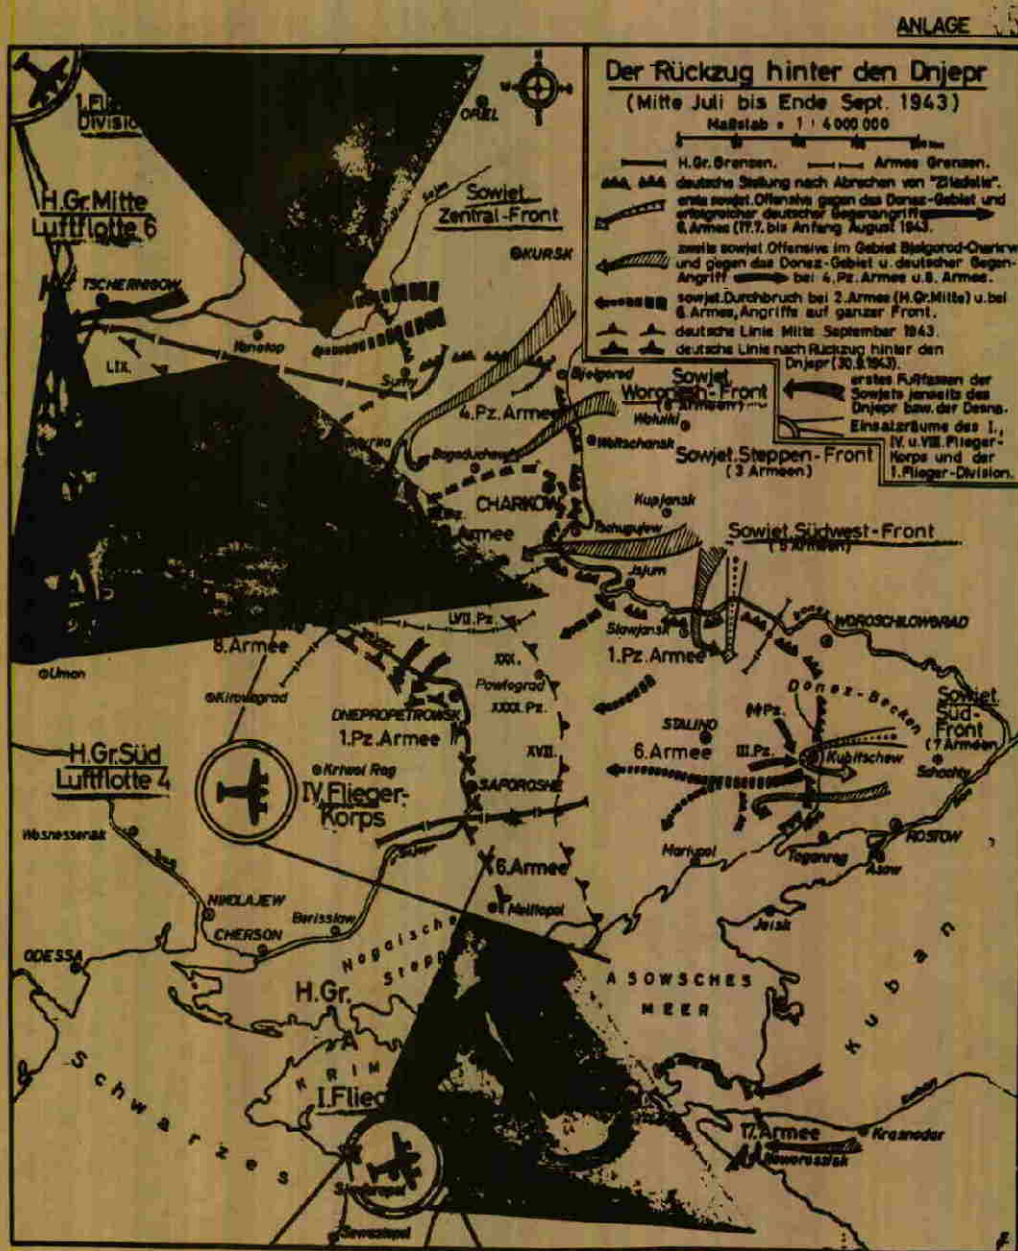 ANLAGE
Der Rückzug hinter den Dnjepr
(Mitte Juli bis Ende Sept. 1943)
Maßstab = 1 : 4 000 000
H.Gr.Grenzen. Armee Grenzen.
deutsche Stellung nach Abrechen von "Zitadelle".
erste sowjet.Offensive gegen das Donez-Gebiet und
erfolgreicher deutscher Gegenangriff
6.Armee (17.7. bis Anfang August 1943.
zweite sowjet.Offensive im Gebiet Bjelgorod-Charkow
und gegen das Donez-Gebiet u. deutscher Gegen-
Angriff bei 4.Pz.Armee u. 8. Armee.
sowjet.Durchbruch bei 2.Armee (H.Gr.Mitte) u. bei
6.Armee, Angriffe auf ganzer Front.
deutsche Linie Mitte September 1943.
deutsche Linie nach Rückzug hinter den
Dnjepr (30.9.1943).
erstes Fußfassen der
Sowjets jenseits des
Dnjepr bzw. der Desna.
Einsatzräume des I.,
IV. u. VIII. Flieger-
Korps und der
1.Flieger-Division.
OREL
H.Gr.Mitte
Luftflotte 6
Sowjet.
Zentral-Front
KURSK
TSCHERNIGOW
Konotop
LIX.
Sumy
Bjelgorod
4.Pz.Armee
Sowjet.
Woronesh-Front
Woluiki
Woltschansk
Bogoduchow
Sowjet.Steppen-Front
(3 Armeen)
CHARKOW
Kupjansk
Armee
Tschugujew
Sowjet.Südwest-Front
(5 Armeen)
Isjum
LVII. Pz.
Slawjansk
WOROSCHILOWGRAD
8.Armee
1.Pz.Armee
XXX.
Uman
Pawlograd
Donez-Becken
Kirowograd
XXXX. Pz.
Sowjet.
Süd-
Front
(7 Armeen
DNEPROPETROWSK
STALINO
1.Pz.Armee
6.Armee
III.Pz.
XVII.
Kubitschew
H.Gr.Süd
Luftflotte 4
Kriwoi Rog
Schachty
IV.Flieger-
Korps
SAPOROSHE
Wosnessensk
ROSTOW
Mariupol
Taganrog
Asow
6.Armee
NIKOLAJEW
Melitopol
Berisslaw
Jeisk
CHERSON
Nogaische
ODESSA
H.Gr.
ASOWSCHES
MEER
Kuban
KRIM
Schwarzes
17.Armee
Krasnodar
Noworossisk
Sewastopol